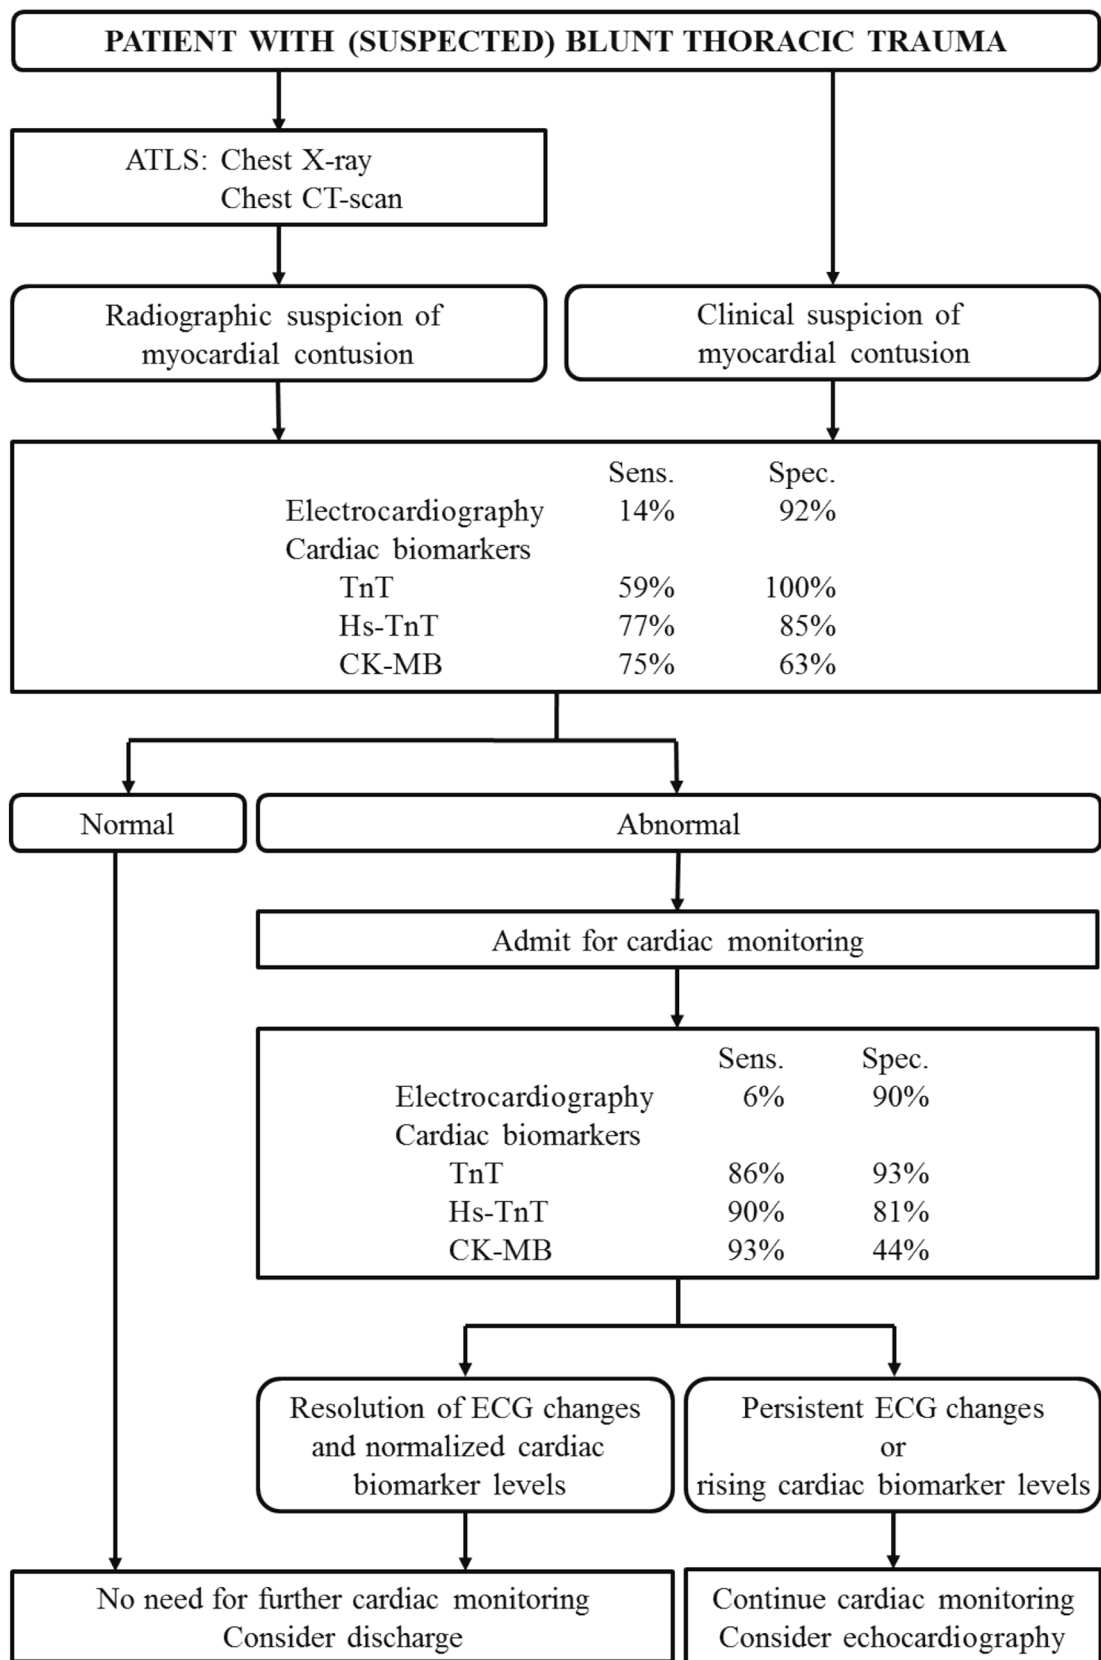 PATIENT WITH (SUSPECTED) BLUNT THORACIC TRAUMA
ATLS: Chest X-ray
Chest CT-scan
Radiographic suspicion of
myocardial contusion
Clinical suspicion of
myocardial contusion
Sens. Spec.
Electrocardiography 14% 92%
Cardiac biomarkers
TnT 59% 100%
Hs-TnT 77% 85%
CK-MB 75% 63%
Normal
Abnormal
Admit for cardiac monitoring
Sens. Spec.
Electrocardiography 6% 90%
Cardiac biomarkers
TnT 86% 93%
Hs-TnT 90% 81%
CK-MB 93% 44%
Resolution of ECG changes
and normalized cardiac
biomarker levels
Persistent ECG changes
or
rising cardiac biomarker levels
No need for further cardiac monitoring
Consider discharge
Continue cardiac monitoring
Consider echocardiography